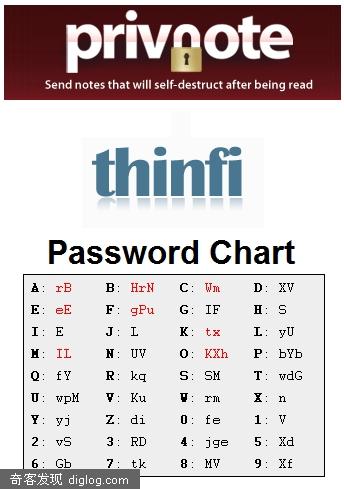 privnote
Send notes that will self-destruct after being read
thinfi
Password Chart
A: rB B: HrN C: Wm D: XV
E: eE F: gPu G: IF H: S
I: E J: L K: tx L: yU
M: IL N: UV O: KXh P: bYb
Q: fY R: kq S: SM T: wdG
U: wpM V: Ku W: rm X: n
Y: yj Z: di 0: fe 1: V
2: vS 3: RD 4: jge 5: Xd
6: Gb 7: tk 8: MV 9: Xf
奇客发现 diglog.com